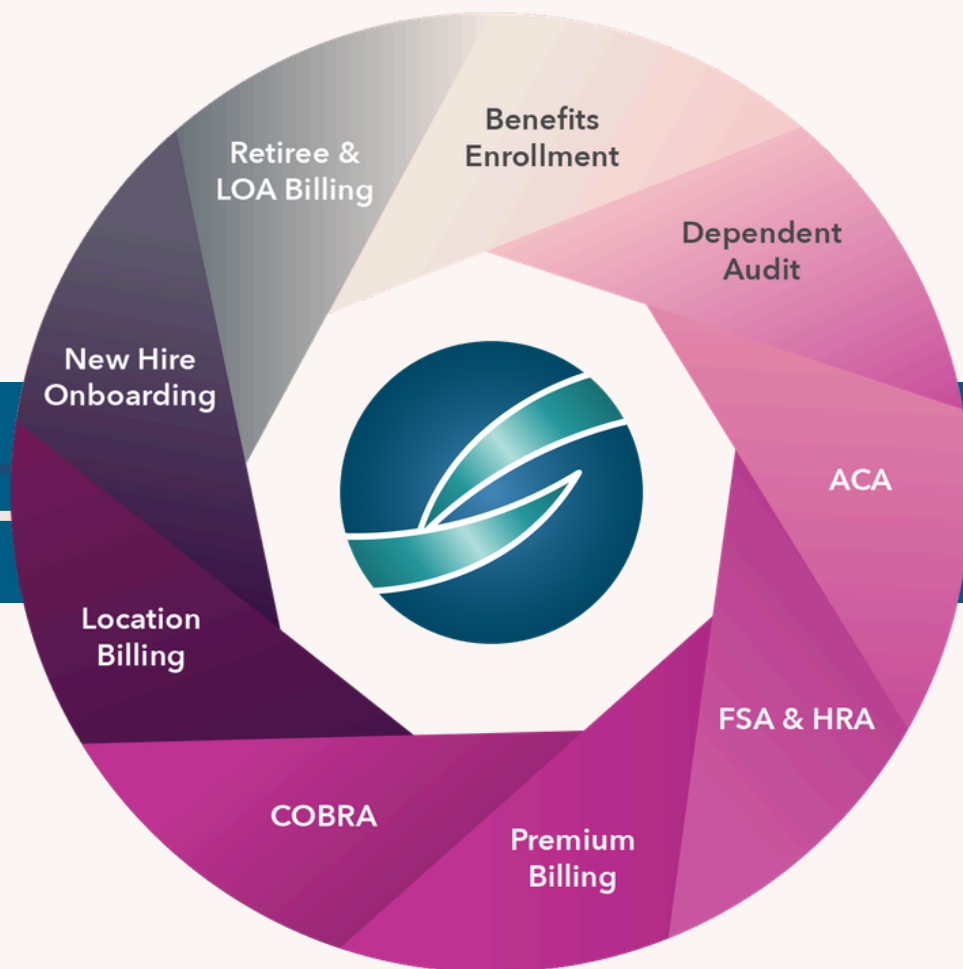 Benefits
Enrollment
Dependent
Audit
ACA
FSA & HRA
Premium
Billing
COBRA
Location
Billing
New Hire
Onboarding
Retiree &
LOA Billing